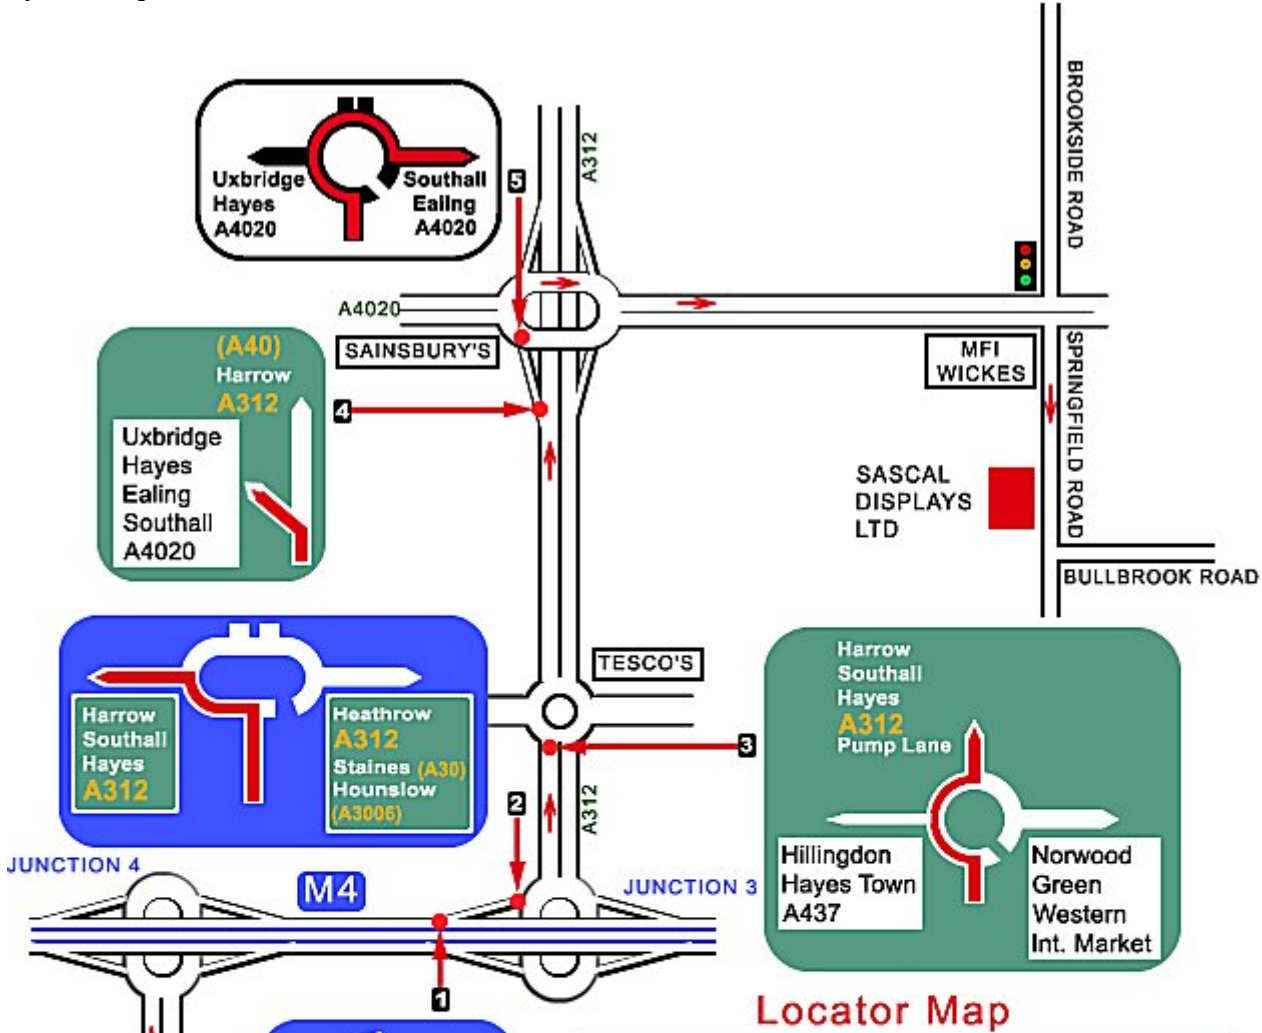 BROOKSIDE ROAD
A312
Uxbridge
Hayes
A4020
Southall
Ealing
A4020
5
A4020
SAINSBURY'S
MFI
WICKES
SPRINGFIELD ROAD
(A40)
Harrow
A312
Uxbridge
Hayes
Ealing
Southall
A4020
4
SASCAL
DISPLAYS
LTD
BULLBROOK ROAD
TESCO'S
Harrow
Southall
Hayes
A312
Heathrow
A312
Staines (A30)
Hounslow
(A3006)
3
2
A312
Harrow
Southall
Hayes
A312
Pump Lane
Hillingdon
Hayes Town
A437
Norwood
Green
Western
Int. Market
JUNCTION 4
M4
JUNCTION 3
1
Locator Map